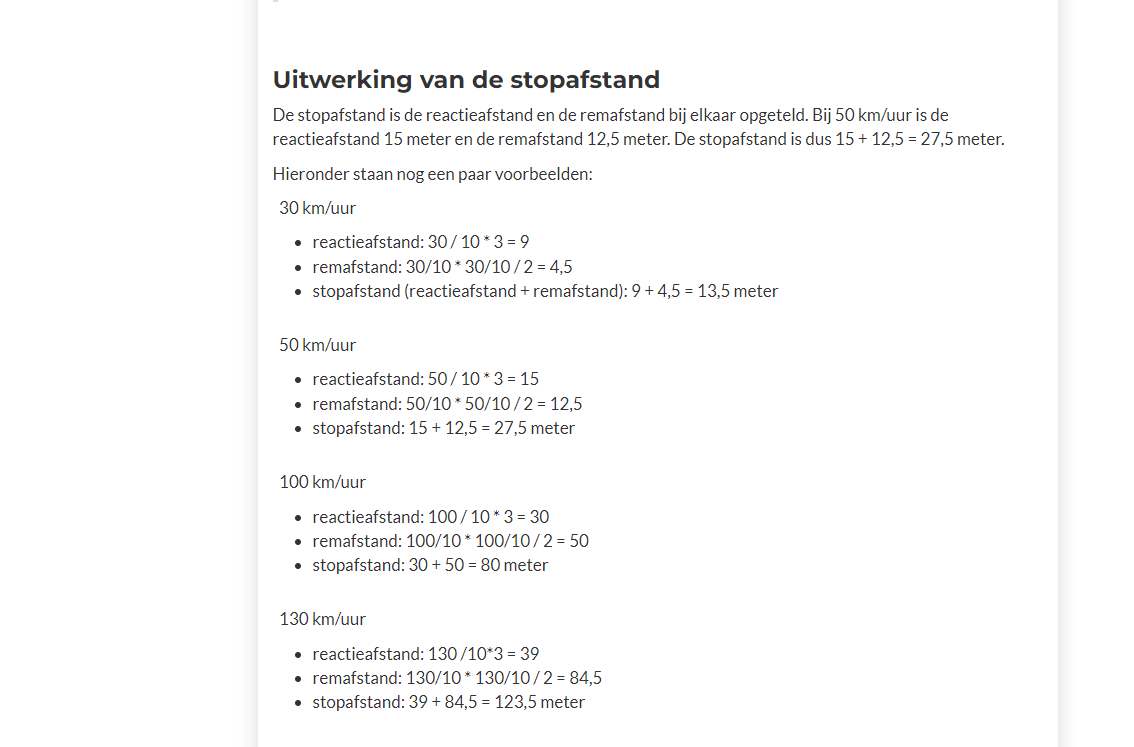 Uitwerking van de stopafstand
De stopafstand is de reactieafstand en de remafstand bij elkaar opgeteld. Bij 50 km/uur is de
reactieafstand 15 meter en de remafstand 12,5 meter. De stopafstand is dus 15 + 12,5 = 27,5 meter.
Hieronder staan nog een paar voorbeelden:
30 km/uur
• reactieafstand: 30 / 10 * 3 = 9
• remafstand: 30/10 * 30/10 / 2 = 4,5
• stopafstand (reactieafstand + remafstand): 9 + 4,5 = 13,5 meter
50 km/uur
• reactieafstand: 50 / 10 * 3 = 15
• remafstand: 50/10 * 50/10 / 2 = 12,5
• stopafstand: 15 + 12,5 = 27,5 meter
100 km/uur
• reactieafstand: 100 / 10 * 3 = 30
• remafstand: 100/10 * 100/10 / 2 = 50
• stopafstand: 30 + 50 = 80 meter
130 km/uur
• reactieafstand: 130 /10*3 = 39
• remafstand: 130/10 * 130/10 / 2 = 84,5
• stopafstand: 39 + 84,5 = 123,5 meter